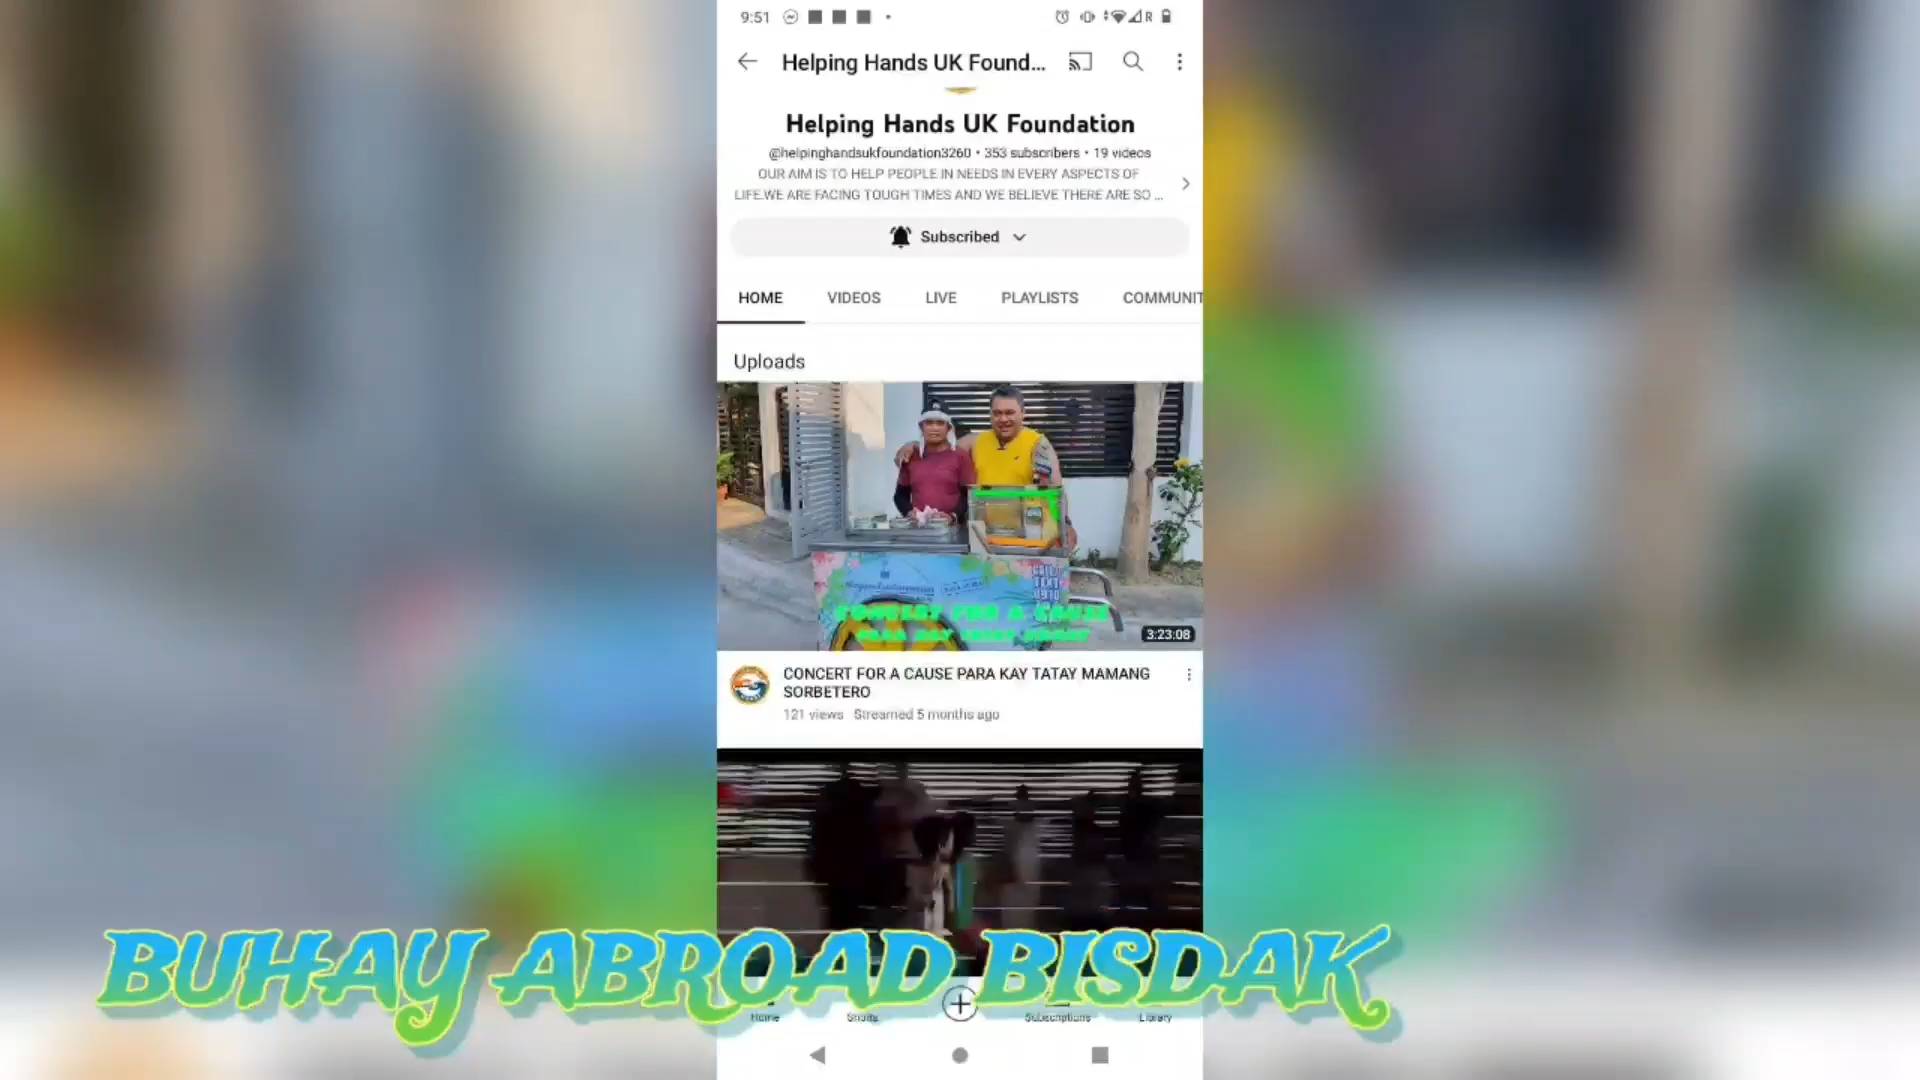 9:51
R
Helping Hands UK Found...
Helping Hands UK Foundation
@helpinghandsukfoundation3260 • 353 subscribers • 19 videos
OUR AIM IS TO HELP PEOPLE IN NEEDS IN EVERY ASPECTS OF
LIFE.WE ARE FACING TOUGH TIMES AND WE BELIEVE THERE ARE SO ...
Subscribed
HOME VIDEOS LIVE PLAYLISTS COMMUNIT
Uploads
CONCERT FOR A CAUSE
3:23:08
CONCERT FOR A CAUSE PARA KAY TATAY MAMANG
SORBETERO
121 views Streamed 5 months ago
BUHAY ABROAD BISDAK
Home Shorts Subscriptions Library